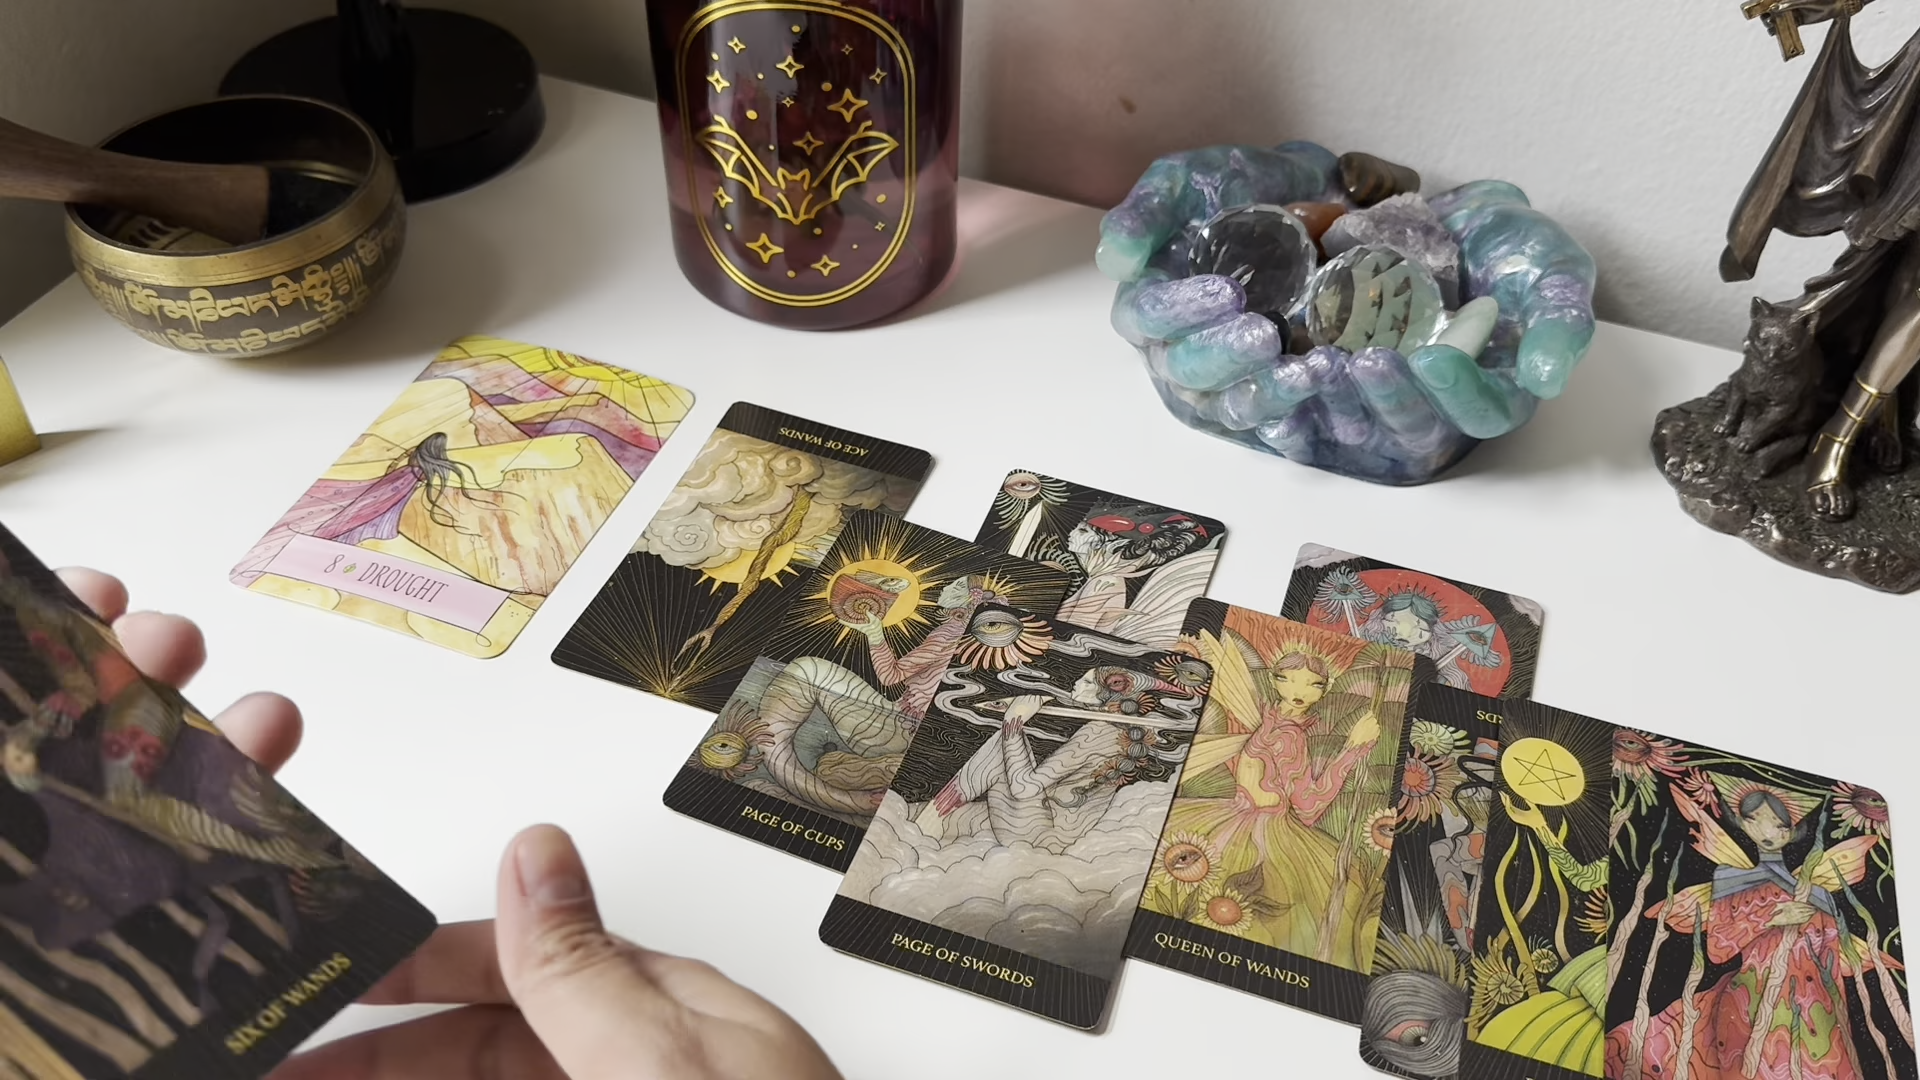 8 DROUGHT
ACE OF WANDS
PAGE OF CUPS
PAGE OF SWORDS
QUEEN OF WANDS
SIX OF WANDS